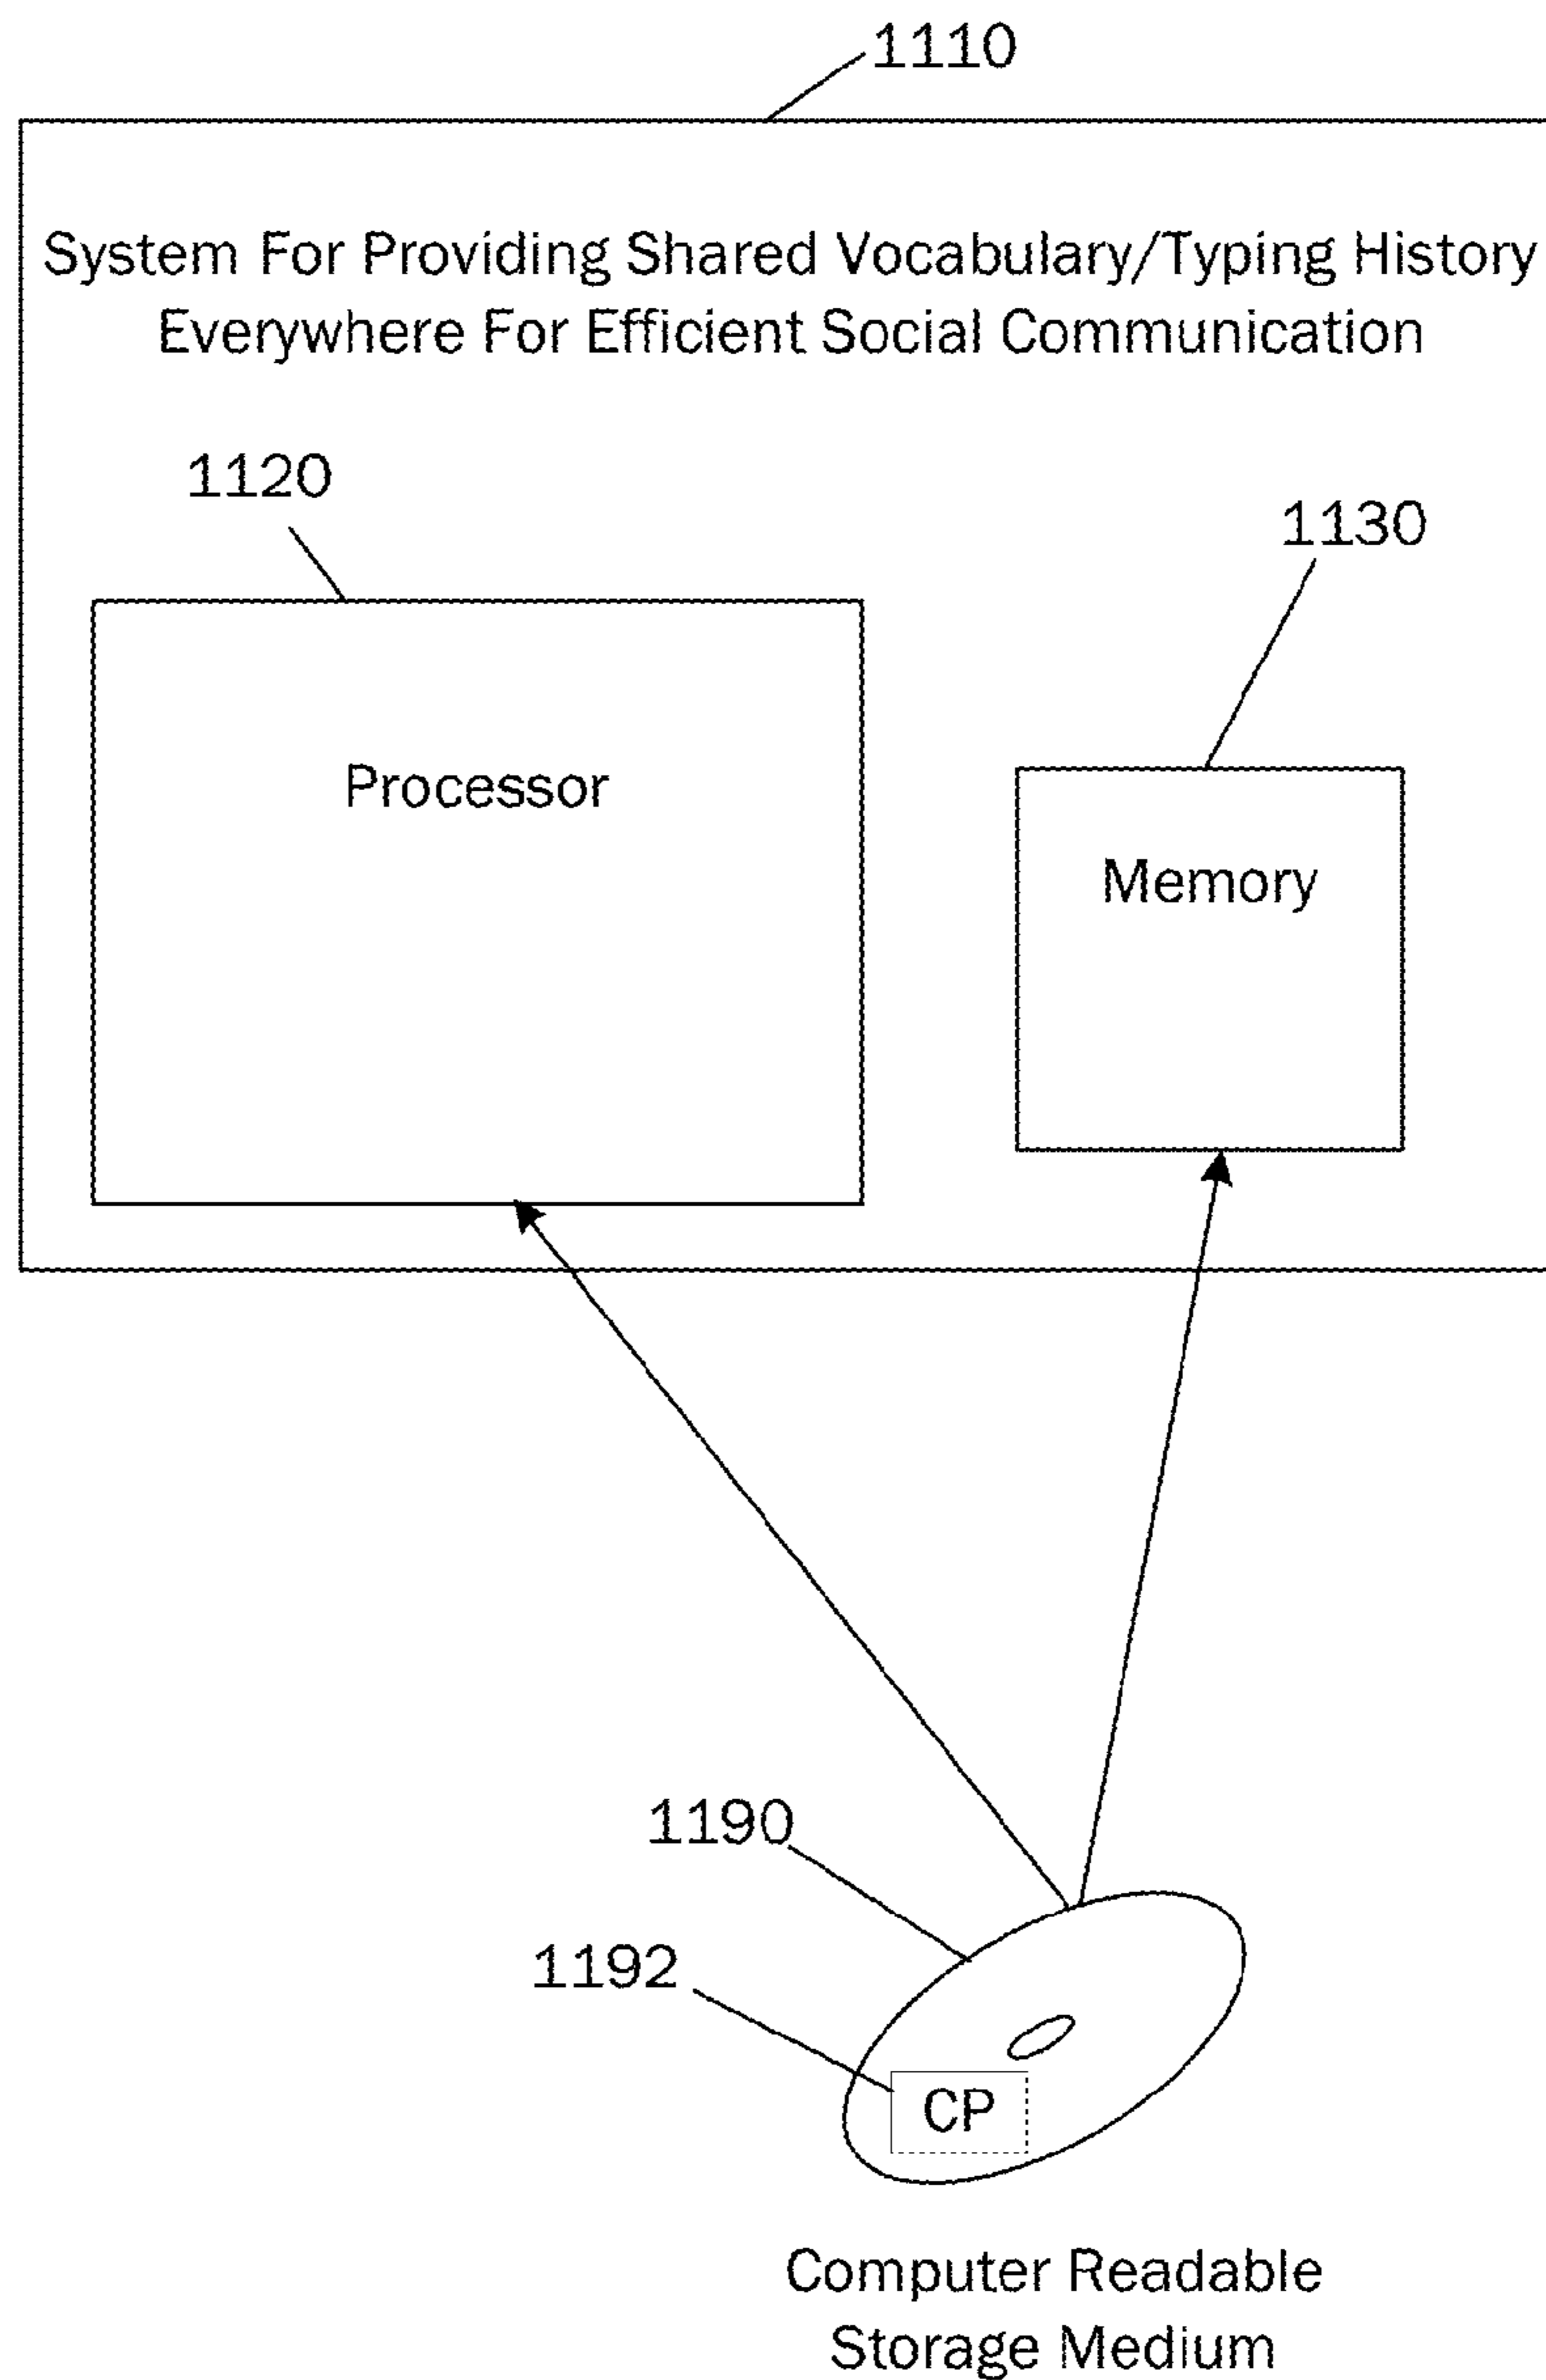 1110
System For Providing Shared Vocabulary/Typing History
Everywhere For Efficient Social Communication
1120
1130
Processor
Memory
1190
1192
CP
Computer Readable
Storage Medium